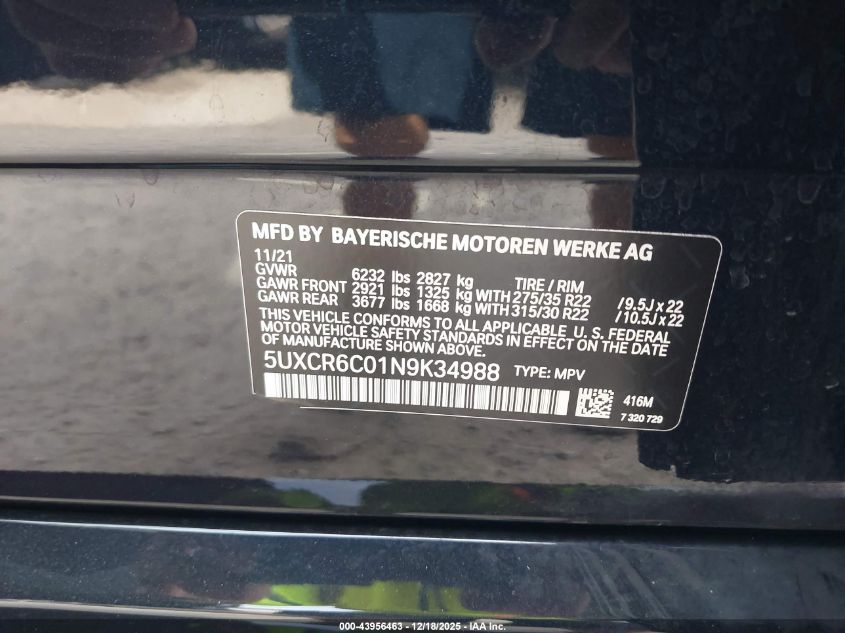 MFD BY BAYERISCHE MOTOREN WERKE AG
11/21
GVWR 6232 lbs 2827 kg TIRE / RIM
GAWR FRONT 2921 lbs 1325 kg WITH 275/35 R22 / 9.5J x 22
GAWR REAR 3677 lbs 1668 kg WITH 315/30 R22 / 10.5J x 22
THIS VEHICLE CONFORMS TO ALL APPLICABLE U. S. FEDERAL
MOTOR VEHICLE SAFETY STANDARDS IN EFFECT ON THE DATE
OF MANUFACTURE SHOWN ABOVE.
5UXCR6C01N9K34988 TYPE: MPV
416M
7 320 729
000-43956463 - 12/18/2025 - IAA Inc.